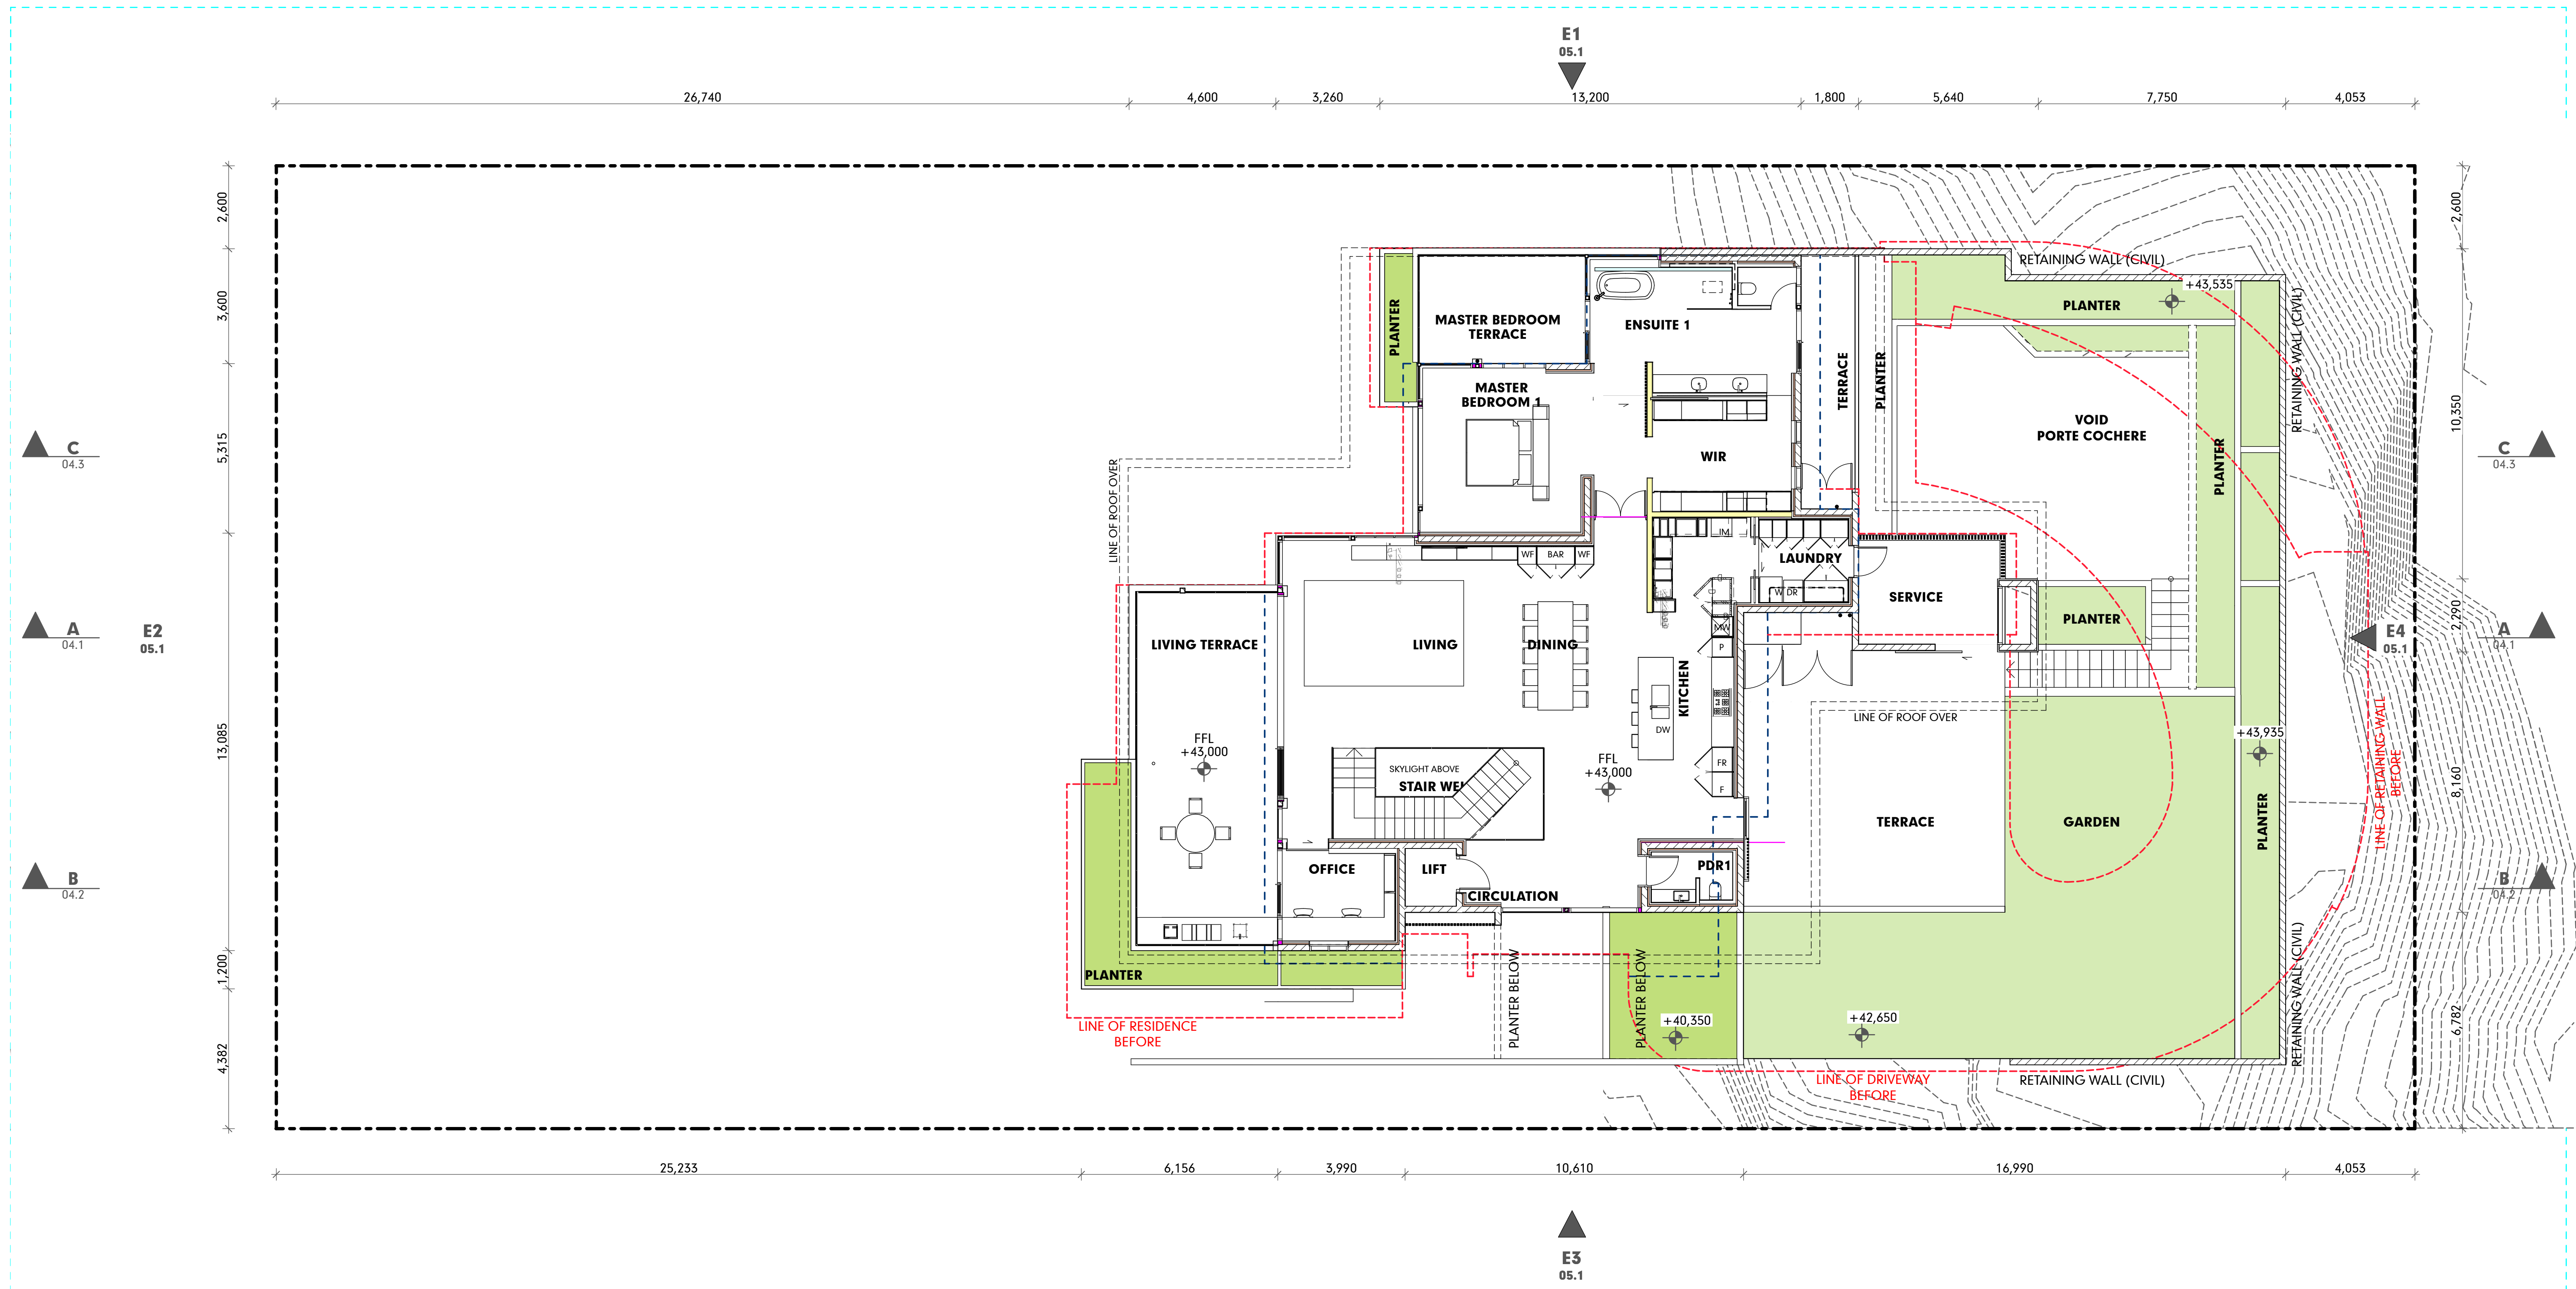 E1
05.1
26,740
4,600
3,260
13,200
1,800
5,640
7,750
4,053
2,600
3,600
5,315
13,085
1,200
4,382
2,600
10,350
2,290
8,160
6,782
RETAINING WALL (CIVIL)
+43,535
PLANTER
RETAINING WALL (CIVIL)
PLANTER
MASTER BEDROOM
TERRACE
ENSUITE 1
MASTER
BEDROOM 1
TERRACE
PLANTER
VOID
PORTE COCHERE
PLANTER
WIR
C
04.3
C
04.3
LINE OF ROOF OVER
WF
BAR
WF
IM
LAUNDRY
W
DR
SERVICE
PLANTER
A
04.1
E2
05.1
E4
05.1
A
04.1
LIVING TERRACE
LIVING
DINING
MW
P
KITCHEN
DW
FR
F
LINE OF ROOF OVER
FFL
+43,000
SKYLIGHT ABOVE
STAIR WEL
FFL
+43,000
+43,935
LINE OF RETAINING WALL
BEFORE
TERRACE
GARDEN
PLANTER
OFFICE
LIFT
CIRCULATION
PDR1
B
04.2
B
04.2
PLANTER
PLANTER BELOW
PLANTER BELOW
RETAINING WALL (CIVIL)
+40,350
+42,650
LINE OF RESIDENCE
BEFORE
LINE OF DRIVEWAY
BEFORE
RETAINING WALL (CIVIL)
25,233
6,156
3,990
10,610
16,990
4,053
E3
05.1